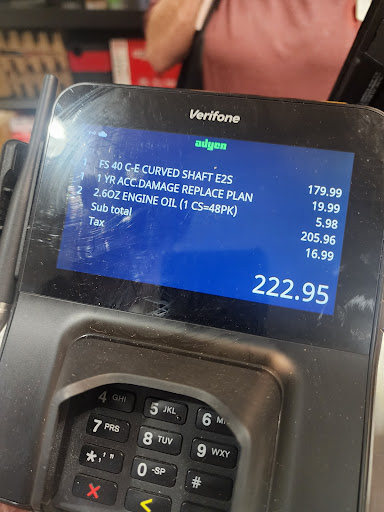 Verifone
adyen
1 FS 40 C-E CURVED SHAFT E2S 179.99
1 1 YR ACC.DAMAGE REPLACE PLAN 19.99
2 2.6OZ ENGINE OIL (1 CS=48PK) 5.98
Sub total 205.96
Tax 16.99
222.95
4 GHI
5 JKL
6
7 PRS
8 TUV
9 WXY
*,'"
0 -SP
#
X
<